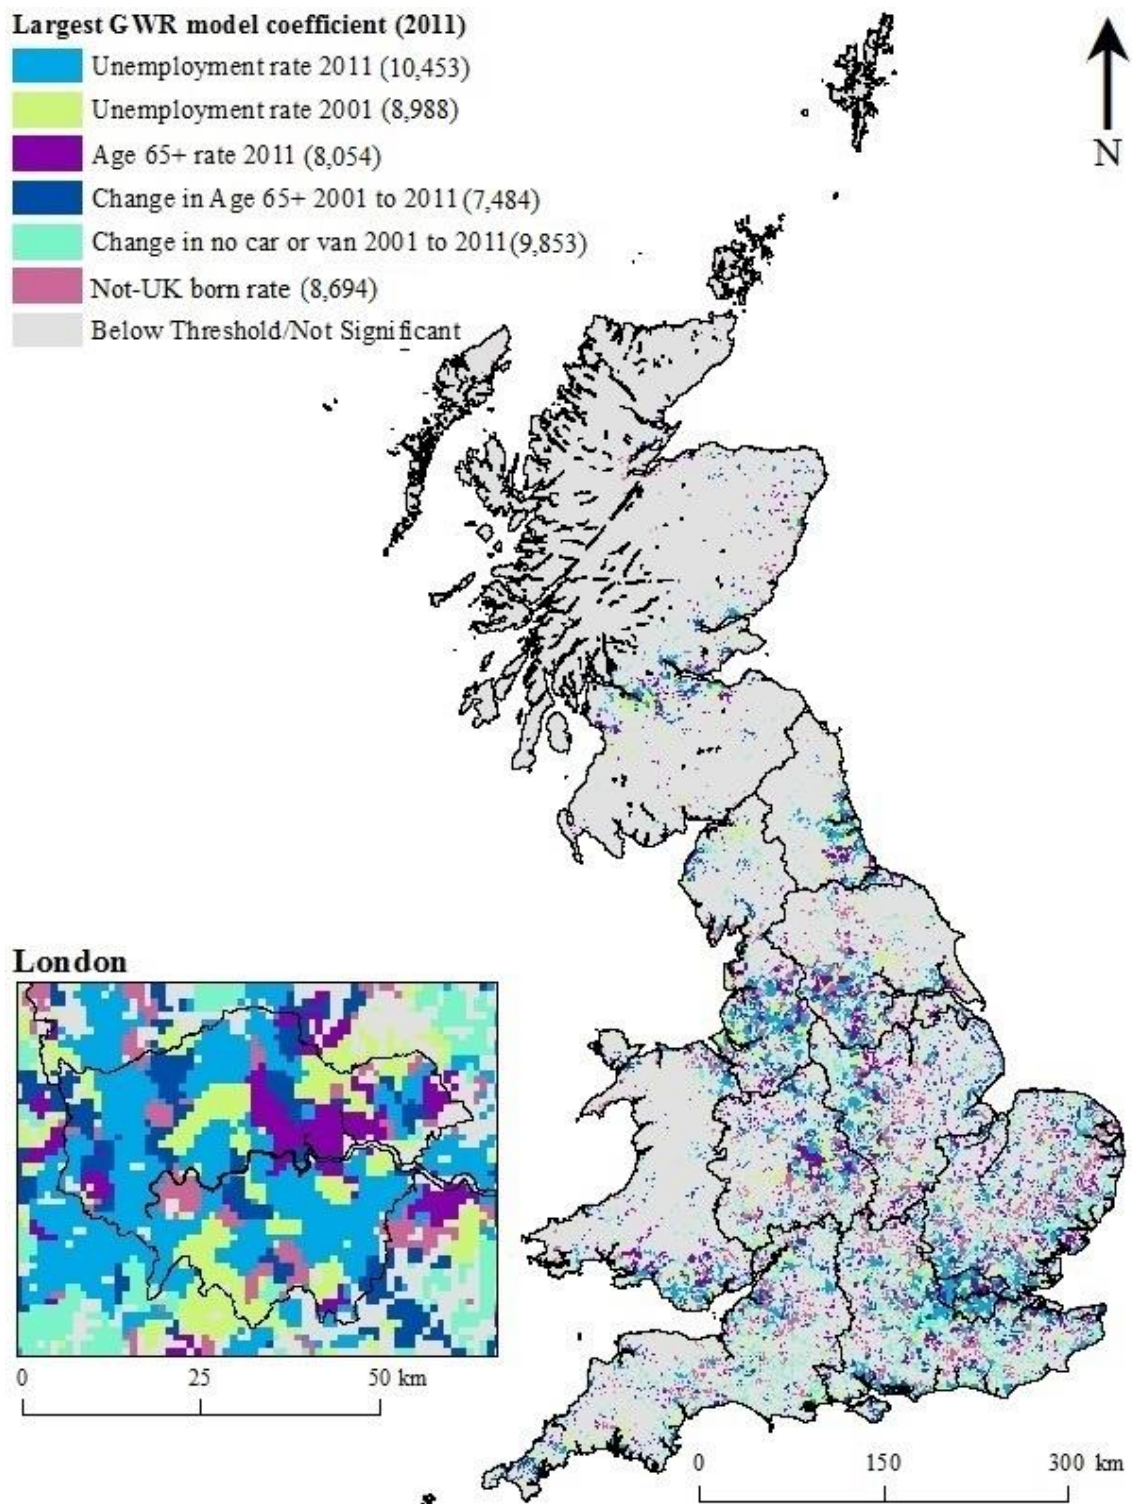 Largest GWR model coefficient (2011)
Unemployment rate 2011 (10,453)
Unemployment rate 2001 (8,988)
Age 65+ rate 2011 (8,054)
Change in Age 65+ 2001 to 2011 (7,484)
Change in no car or van 2001 to 2011 (9,853)
Not-UK born rate (8,694)
Below Threshold/Not Significant
N
London
0 25 50 km
0 150 300 km